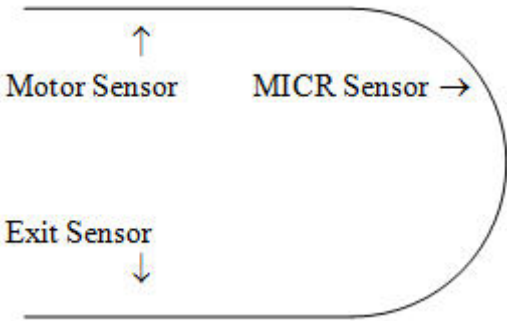 ↑
Motor Sensor MICR Sensor →
Exit Sensor
↓